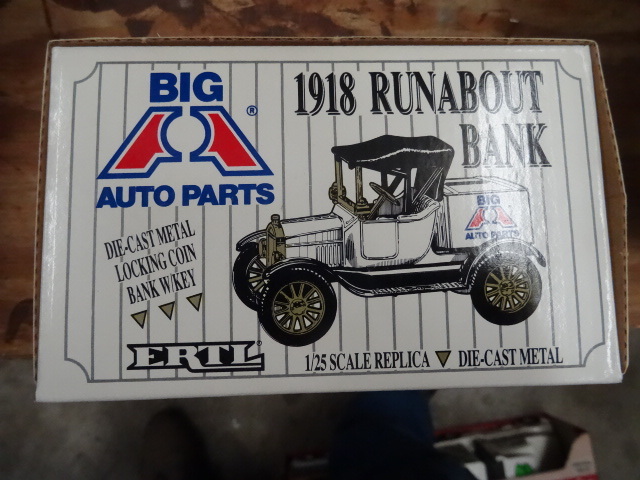 BIG
A ®
AUTO PARTS
1918 RUNABOUT
BANK
DIE-CAST METAL
LOCKING COIN
BANK W/KEY
BIG
A
AUTO PARTS
ERTL
1/25 SCALE REPLICA DIE-CAST METAL